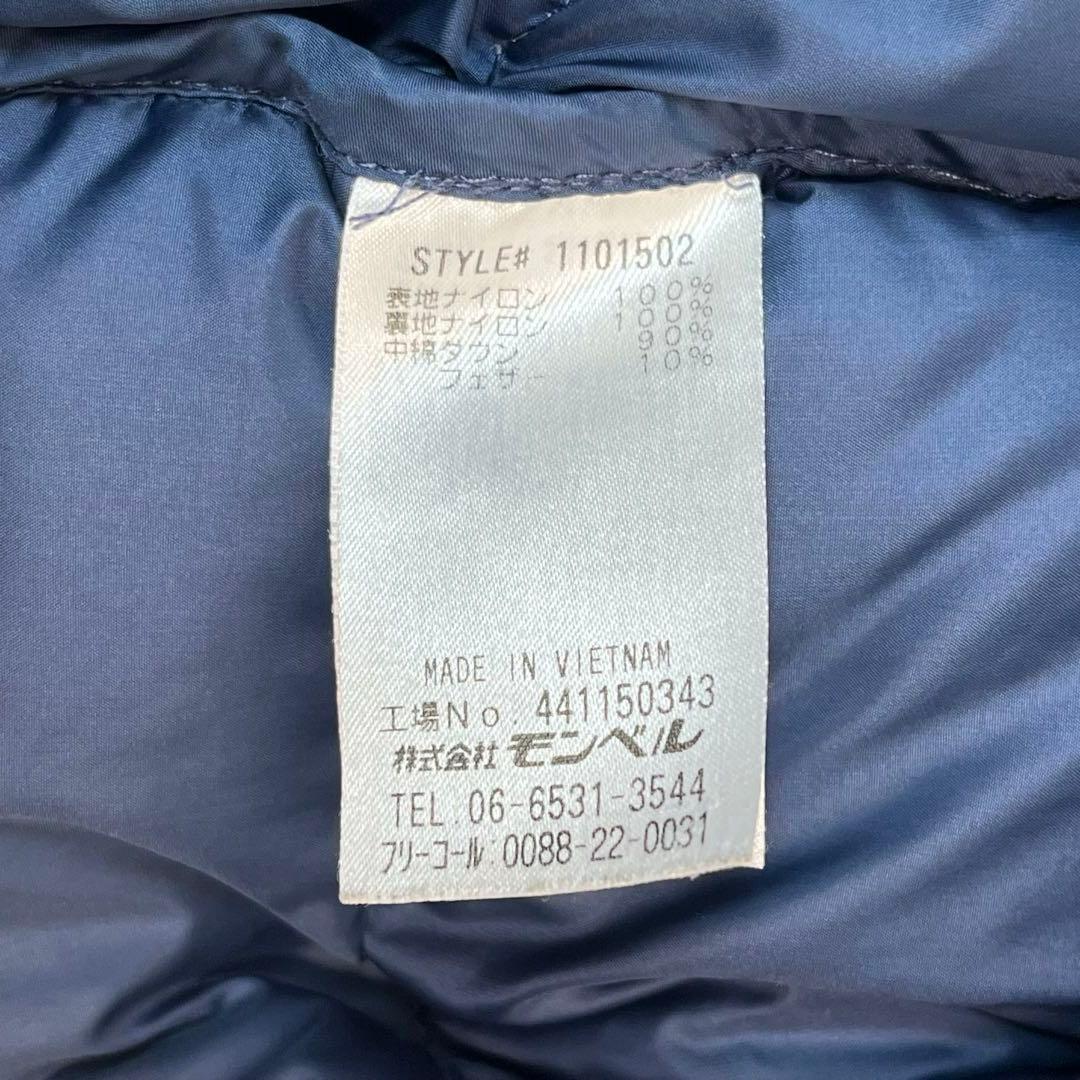 STYLE# 1101502
表地ナイロン 100%
裏地ナイロン 100%
中綿ダウン 90%
フェザー 10%
MADE IN VIETNAM
工場No. 441150343
株式会社モンベル
TEL.06-6531-3544
フリーコール:0088-22-0031